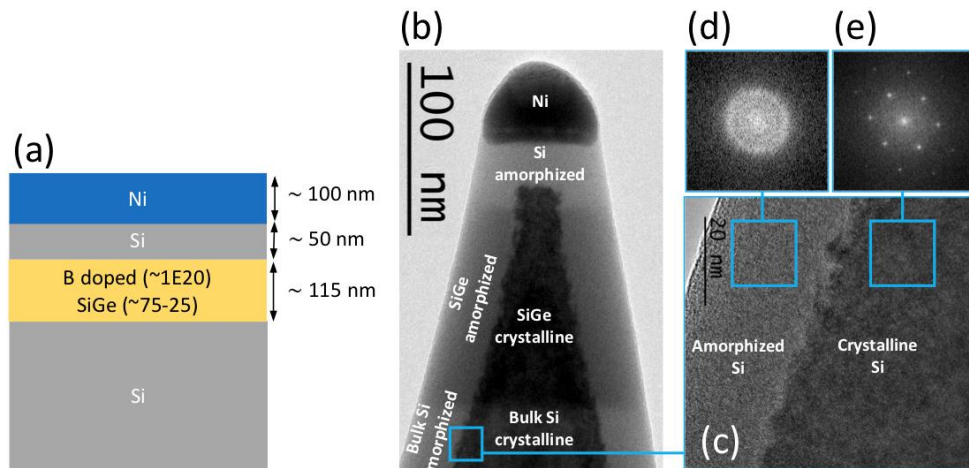 (a)
Ni
~ 100 nm
Si
~ 50 nm
B doped (~1E20)
SiGe (~75-25)
~ 115 nm
Si
(b)
100 nm
Ni
Si
amorphized
SiGe
amorphized
SiGe
crystalline
Bulk Si
amorphized
Bulk Si
crystalline
(d)
(e)
20 nm
Amorphized
Si
Crystalline
Si
(c)